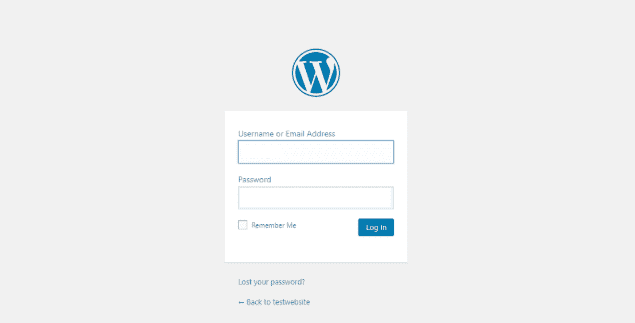 Username or Email Address
Password
Remember Me
Log In
Lost your password?
← Back to testwebsite